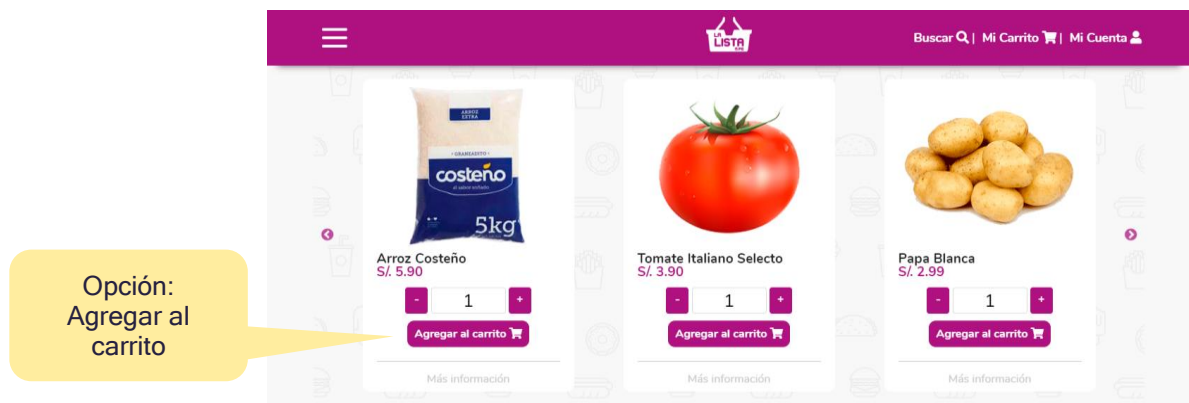 LA
LISTA
Buscar | Mi Carrito | Mi Cuenta
ARROZ
EXTRA
• GRANEADITO •
costeño
5kg
Arroz Costeño
S/. 5.90
- 1 +
Agregar al carrito
Más información
Tomate Italiano Selecto
S/. 3.90
- 1 +
Agregar al carrito
Más información
Papa Blanca
S/. 2.99
- 1 +
Agregar al carrito
Más información
Opción:
Agregar al
carrito